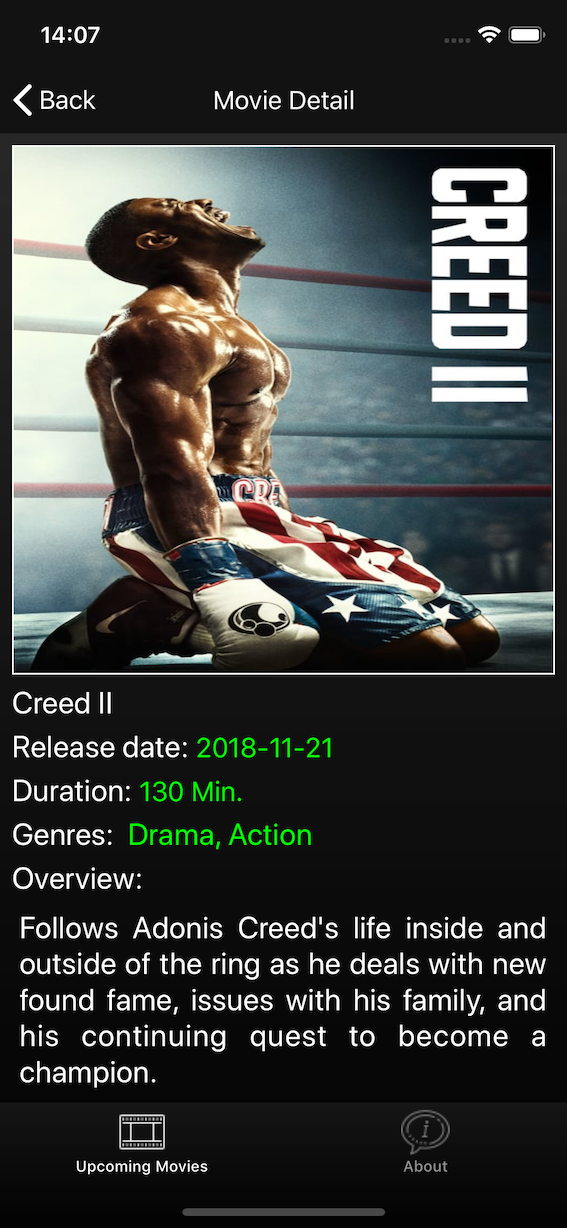 14:07
Back
Movie Detail
CREED II
CRE
Creed II
Release date: 2018-11-21
Duration: 130 Min.
Genres: Drama, Action
Overview:
Follows Adonis Creed's life inside and
outside of the ring as he deals with new
found fame, issues with his family, and
his continuing quest to become a
champion.
Upcoming Movies
About